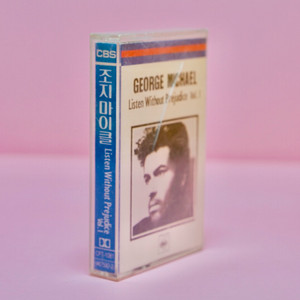 CBS
조지 마이클
Listen Without Prejudice
Vol. 1
GEORGE MICHAEL
Listen Without Prejudice Vol. 1